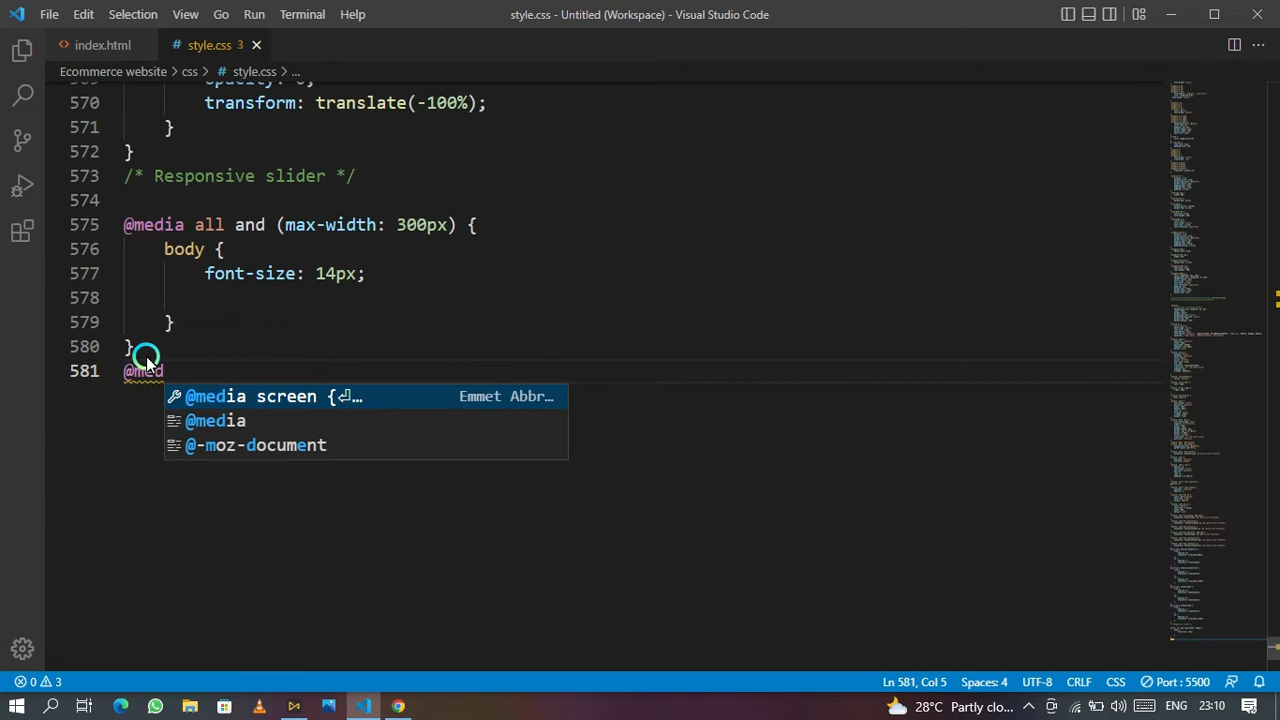 File Edit Selection View Go Run Terminal Help style.css - Untitled (Workspace) - Visual Studio Code
index.html # style.css 3
Ecommerce website > css > # style.css > ...
570 transform: translate(-100%);
571 }
572 }
573 /* Responsive slider */
574
575 @media all and (max-width: 300px) {
576 body {
577 font-size: 14px;
578
579 }
580 }
581 @med
@media screen {⏎… Emmet Abbr…
@media
@-moz-document
0 3 Ln 581, Col 5 Spaces: 4 UTF-8 CRLF CSS Port : 5500
28°C Partly clo... ENG 23:10